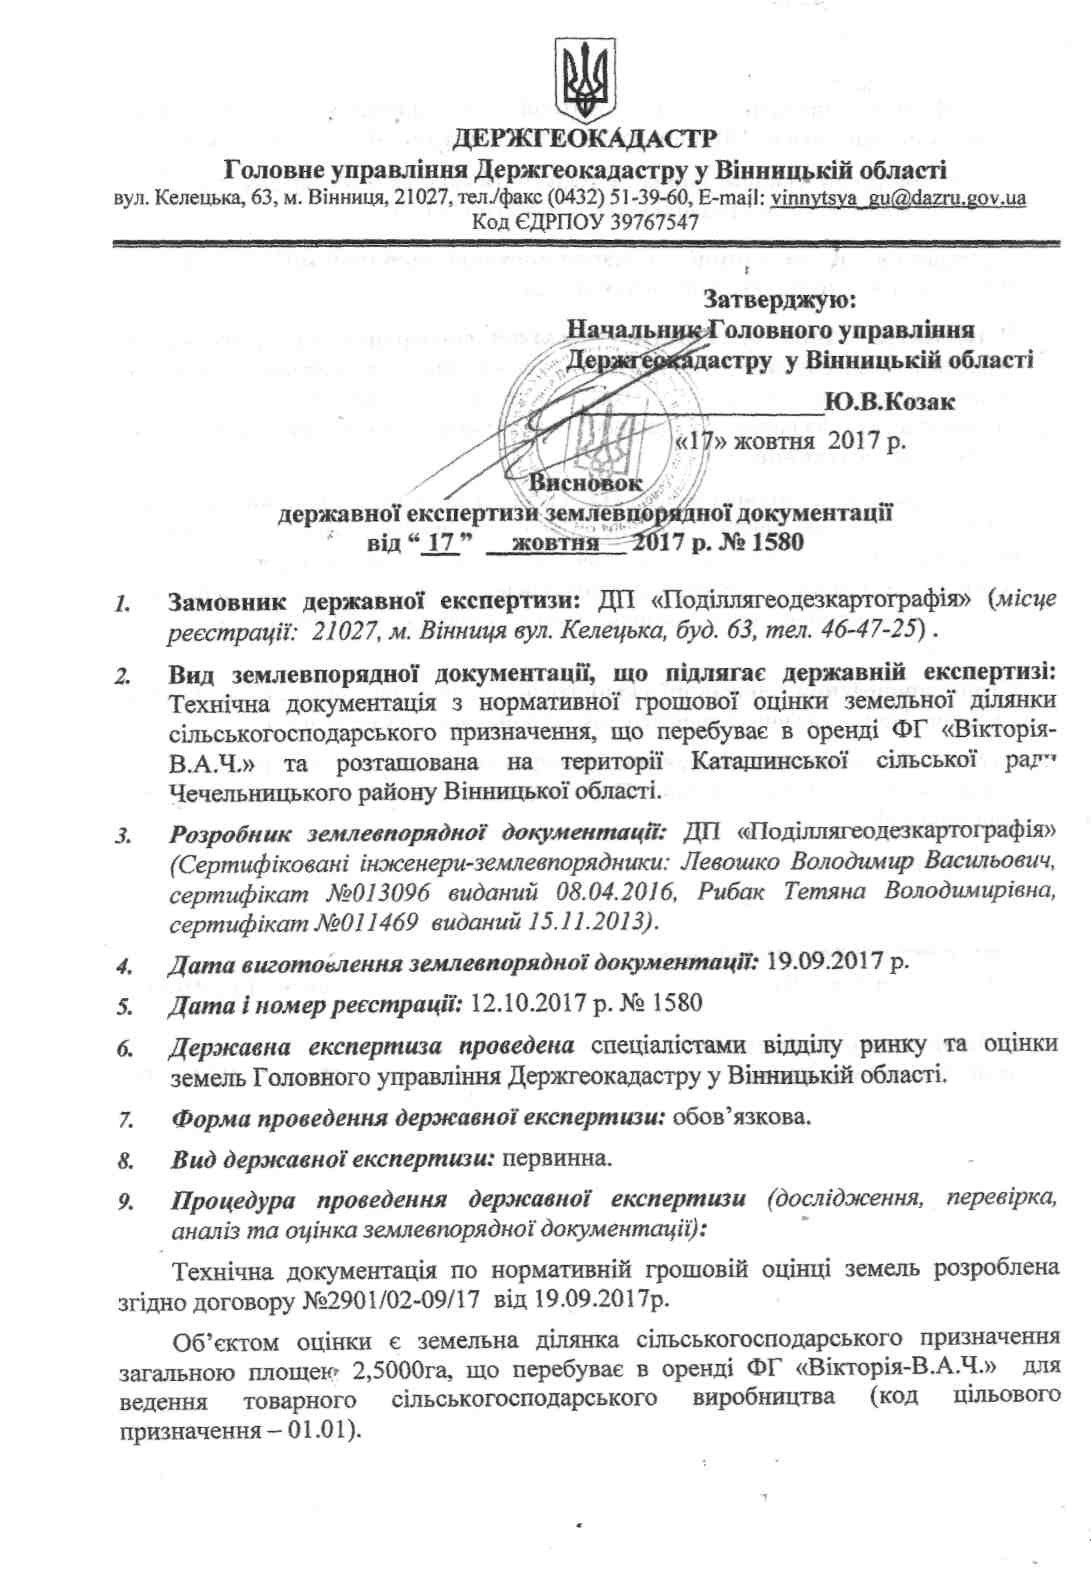 ДЕРЖГЕОКАДАСТР
Головне управління Держгеокадастру у Вінницькій області
вул. Келецька, 63, м. Вінниця, 21027, тел./факс (0432) 51-39-60, E-mail: vinnytsya_gu@dazru.gov.ua
Код ЄДРПОУ 39767547
Затверджую:
Начальник Головного управління
Держгеокадастру у Вінницькій області
Ю.В.Козак
«17» жовтня 2017 р.
Висновок
державної експертизи землевпорядної документації
від “ 17 ” жовтня 2017 р. № 1580
1. Замовник державної експертизи: ДП «Поділлягеодезкартографія» (місце
реєстрації: 21027, м. Вінниця вул. Келецька, буд. 63, тел. 46-47-25) .
2. Вид землевпорядної документації, що підлягає державній експертизі:
Технічна документація з нормативної грошової оцінки земельної ділянки
сільськогосподарського призначення, що перебуває в оренді ФГ «Вікторія-
В.А.Ч.» та розташована на території Каташинської сільської ради
Чечельницького району Вінницької області.
3. Розробник землевпорядної документації: ДП «Поділлягеодезкартографія»
(Сертифіковані інженери-землевпорядники: Левошко Володимир Васильович,
сертифікат №013096 виданий 08.04.2016, Рибак Тетяна Володимирівна,
сертифікат №011469 виданий 15.11.2013).
4. Дата виготовлення землевпорядної документації: 19.09.2017 р.
5. Дата і номер реєстрації: 12.10.2017 р. № 1580
6. Державна експертиза проведена спеціалістами відділу ринку та оцінки
земель Головного управління Держгеокадастру у Вінницькій області.
7. Форма проведення державної експертизи: обов’язкова.
8. Вид державної експертизи: первинна.
9. Процедура проведення державної експертизи (дослідження, перевірка,
аналіз та оцінка землевпорядної документації):
Технічна документація по нормативній грошовій оцінці земель розроблена
згідно договору №2901/02-09/17 від 19.09.2017р.
Об’єктом оцінки є земельна ділянка сільськогосподарського призначення
загальною площею 2,5000га, що перебуває в оренді ФГ «Вікторія-В.А.Ч.» для
ведення товарного сільськогосподарського виробництва (код цільового
призначення – 01.01).